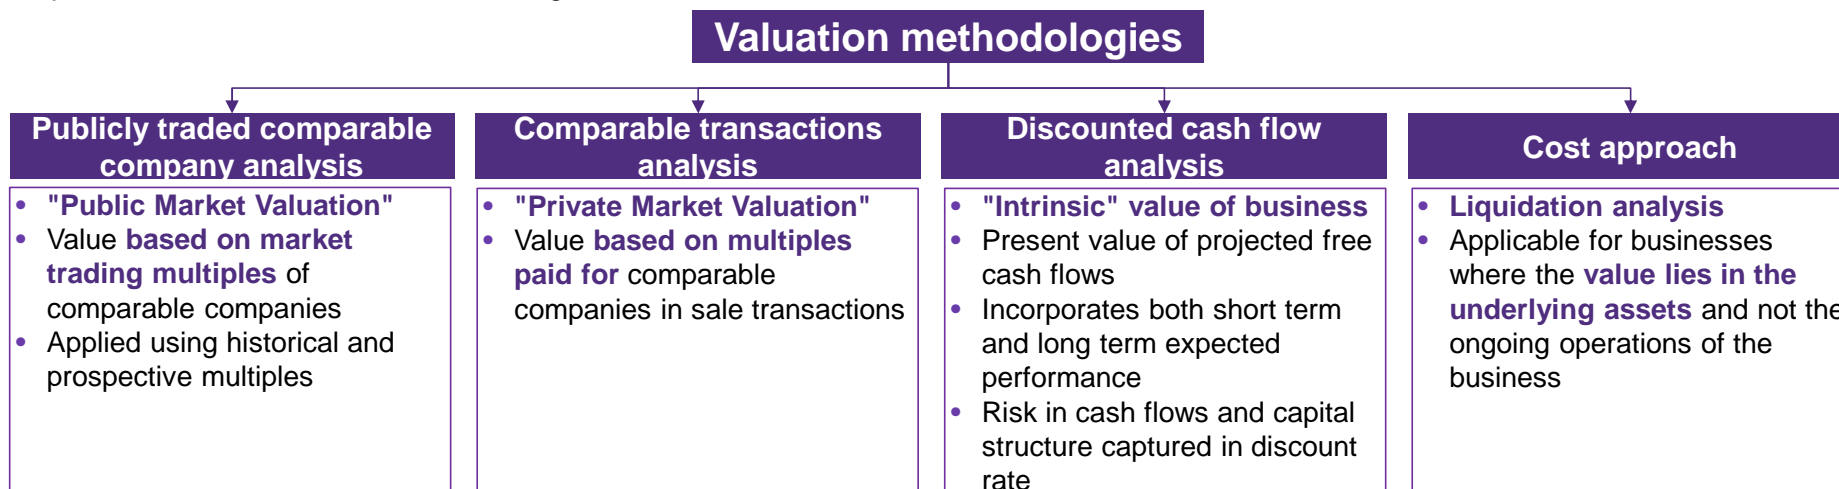 Valuation methodologies
Publicly traded comparable
company analysis
• "Public Market Valuation"
• Value based on market
trading multiples of
comparable companies
• Applied using historical and
prospective multiples
Comparable transactions
analysis
• "Private Market Valuation"
• Value based on multiples
paid for comparable
companies in sale transactions
Discounted cash flow
analysis
• "Intrinsic" value of business
• Present value of projected free
cash flows
• Incorporates both short term
and long term expected
performance
• Risk in cash flows and capital
structure captured in discount
rate
Cost approach
• Liquidation analysis
• Applicable for businesses
where the value lies in the
underlying assets and not the
ongoing operations of the
business